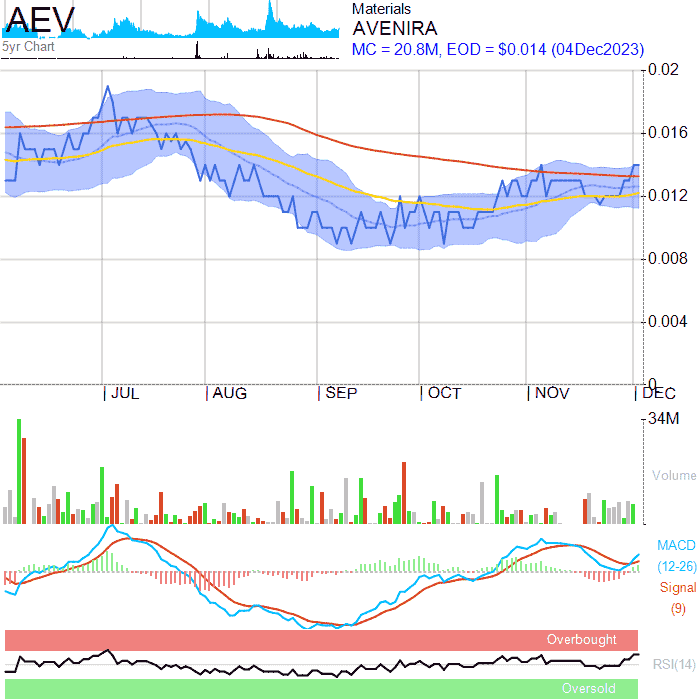 AEV
5yr Chart
Materials
AVENIRA
MC = 20.8M, EOD = $0.014 (04Dec2023)
0.02
0.016
0.012
0.008
0.004
0
JUL AUG SEP OCT NOV DEC
34M
Volume
MACD
(12-26)
Signal
(9)
Overbought
RSI(14)
Oversold